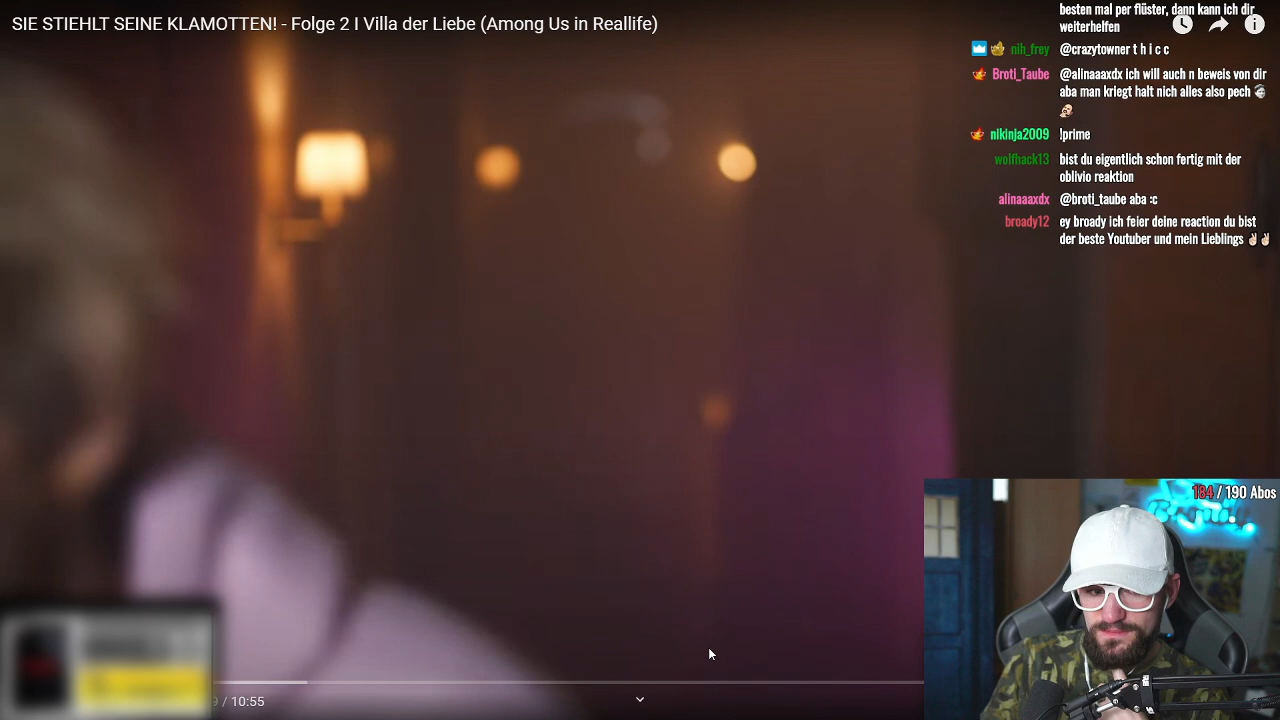 SIE STIEHLT SEINE KLAMOTTEN! - Folge 2 I Villa der Liebe (Among Us in Reallife)
besten mal per flüster, dann kann ich dir
weiterhelfen
nih_frey @crazytowner t h i c c
Broti_Taube @alinaaaxdx ich will auch n beweis von dir
aba man kriegt halt nich alles also pech
nikinja2009 !prime
wolfhack13 bist du eigentlich schon fertig mit der
oblivio reaktion
alinaaaxdx @broti_taube aba :c
broady12 ey broady ich feier deine reaction du bist
der beste Youtuber und mein Lieblings ✌🏻✌🏻
184 / 190 Abos
/ 10:55